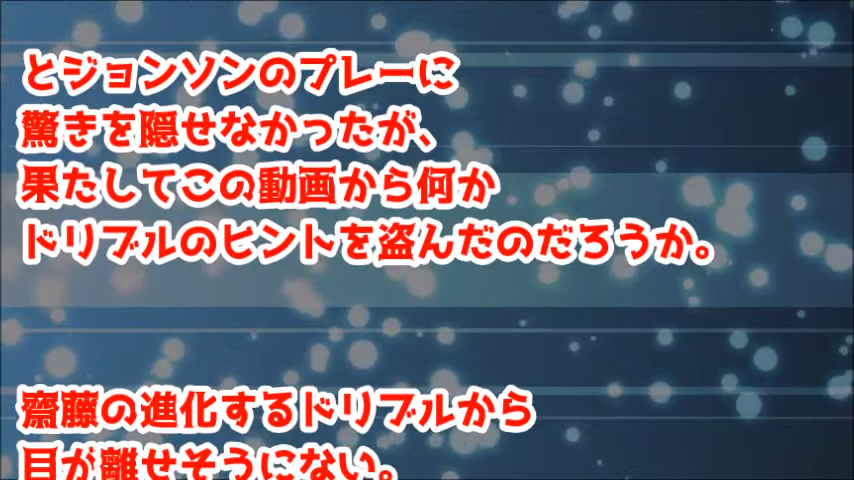 とジョンソンのプレーに
驚きを隠せなかったが、
果たしてこの動画から何か
ドリブルのヒントを盗んだのだろうか。
齋藤の進化するドリブルから
目が離せそうにない。